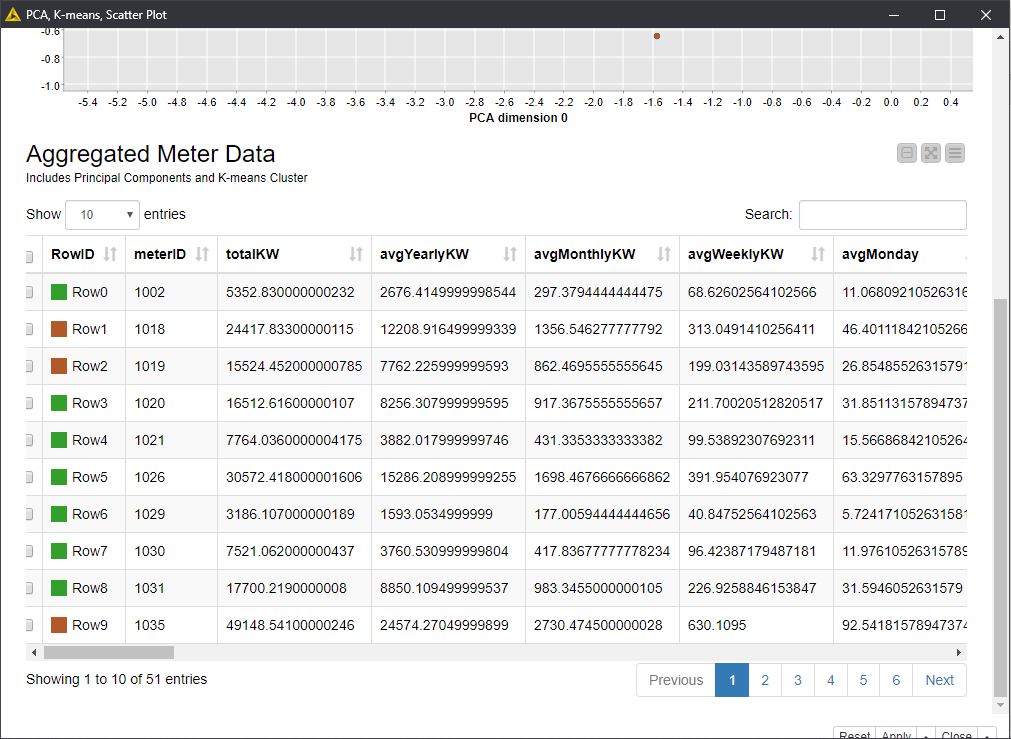 PCA, K-means, Scatter Plot
-0.6
-0.8
-1.0
-5.4 -5.2 -5.0 -4.8 -4.6 -4.4 -4.2 -4.0 -3.8 -3.6 -3.4 -3.2 -3.0 -2.8 -2.6 -2.4 -2.2 -2.0 -1.8 -1.6 -1.4 -1.2 -1.0 -0.8 -0.6 -0.4 -0.2 0.0 0.2 0.4
PCA dimension 0
Aggregated Meter Data
Includes Principal Components and K-means Cluster
Show 10 entries Search:
RowID meterID totalKW avgYearlyKW avgMonthlyKW avgWeeklyKW avgMonday
Row0 1002 5352.830000000232 2676.4149999998544 297.3794444444475 68.62602564102566 11.06809210526316
Row1 1018 24417.83300000115 12208.916499999339 1356.546277777792 313.0491410256411 46.40111842105266
Row2 1019 15524.452000000785 7762.225999999593 862.4695555555645 199.03143589743595 26.85485526315791
Row3 1020 16512.61600000107 8256.307999999595 917.3675555555657 211.70020512820517 31.85113157894737
Row4 1021 7764.0360000004175 3882.017999999746 431.3353333333382 99.53892307692311 15.56686842105264
Row5 1026 30572.418000001606 15286.208999999255 1698.4676666666862 391.954076923077 63.3297763157895
Row6 1029 3186.107000000189 1593.0534999999 177.00594444444656 40.84752564102563 5.724171052631581
Row7 1030 7521.062000000437 3760.530999999804 417.83677777778234 96.42387179487181 11.97610526315789
Row8 1031 17700.2190000008 8850.109499999537 983.3455000000105 226.9258846153847 31.5946052631579
Row9 1035 49148.54100000246 24574.27049999899 2730.474500000028 630.1095 92.54181578947374
Showing 1 to 10 of 51 entries Previous 1 2 3 4 5 6 Next
Reset Apply Close